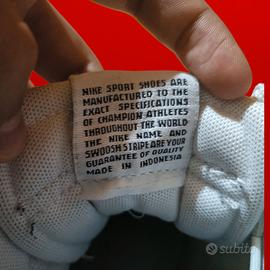 NIKE SPORT SHOES ARE
MANUFACTURED TO THE
EXACT SPECIFICATIONS
OF CHAMPION ATHLETES
THROUGHOUT THE WORLD
THE NIKE NAME AND
SWOOSH STRIPE ARE YOUR
GUARANTEE OF QUALITY
MADE IN INDONESIA
subito